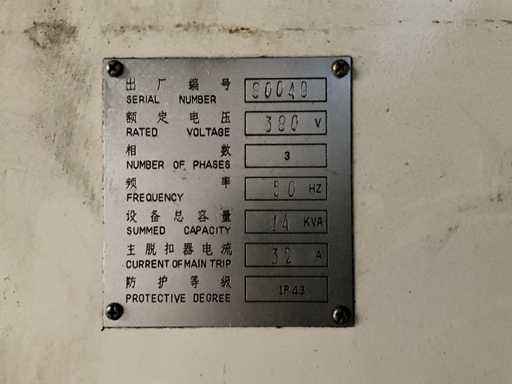 出厂编号 80040
SERIAL NUMBER
额定电压 380 V
RATED VOLTAGE
相数 3
NUMBER OF PHASES
频率 50 HZ
FREQUENCY
设备总容量 14 KVA
SUMMED CAPACITY
主脱扣器电流 32 A
CURRENT OF MAIN TRIP
防护等级 IP43
PROTECTIVE DEGREE